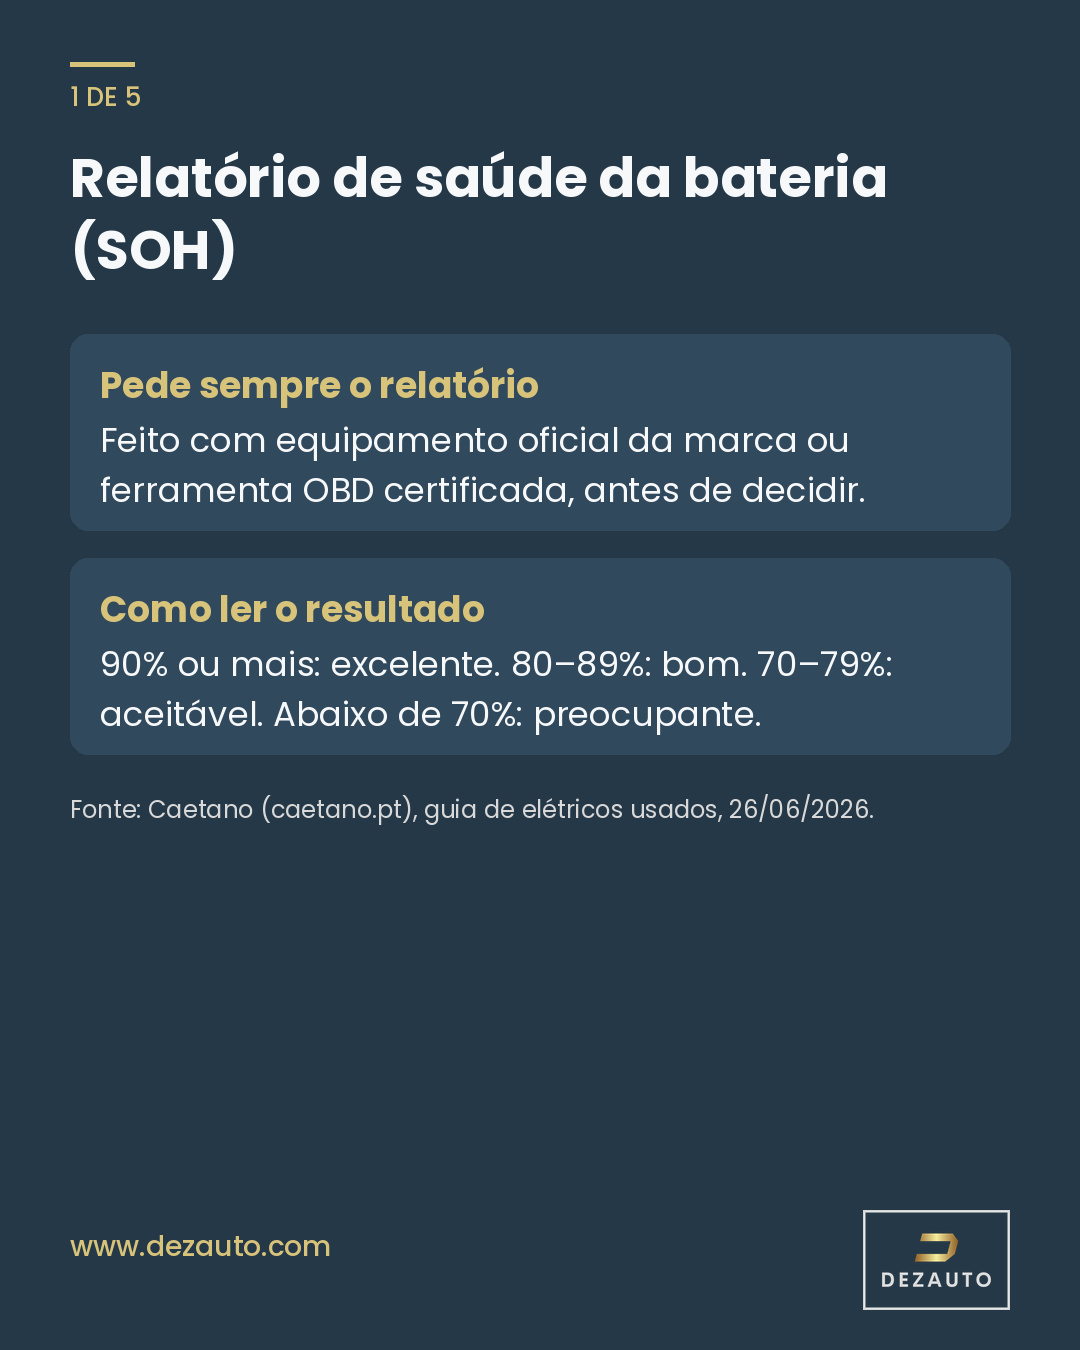 1 DE 5
Relatório de saúde da bateria
(SOH)
Pede sempre o relatório
Feito com equipamento oficial da marca ou
ferramenta OBD certificada, antes de decidir.
Como ler o resultado
90% ou mais: excelente. 80–89%: bom. 70–79%:
aceitável. Abaixo de 70%: preocupante.
Fonte: Caetano (caetano.pt), guia de elétricos usados, 26/06/2026.
www.dezauto.com
DEZAUTO